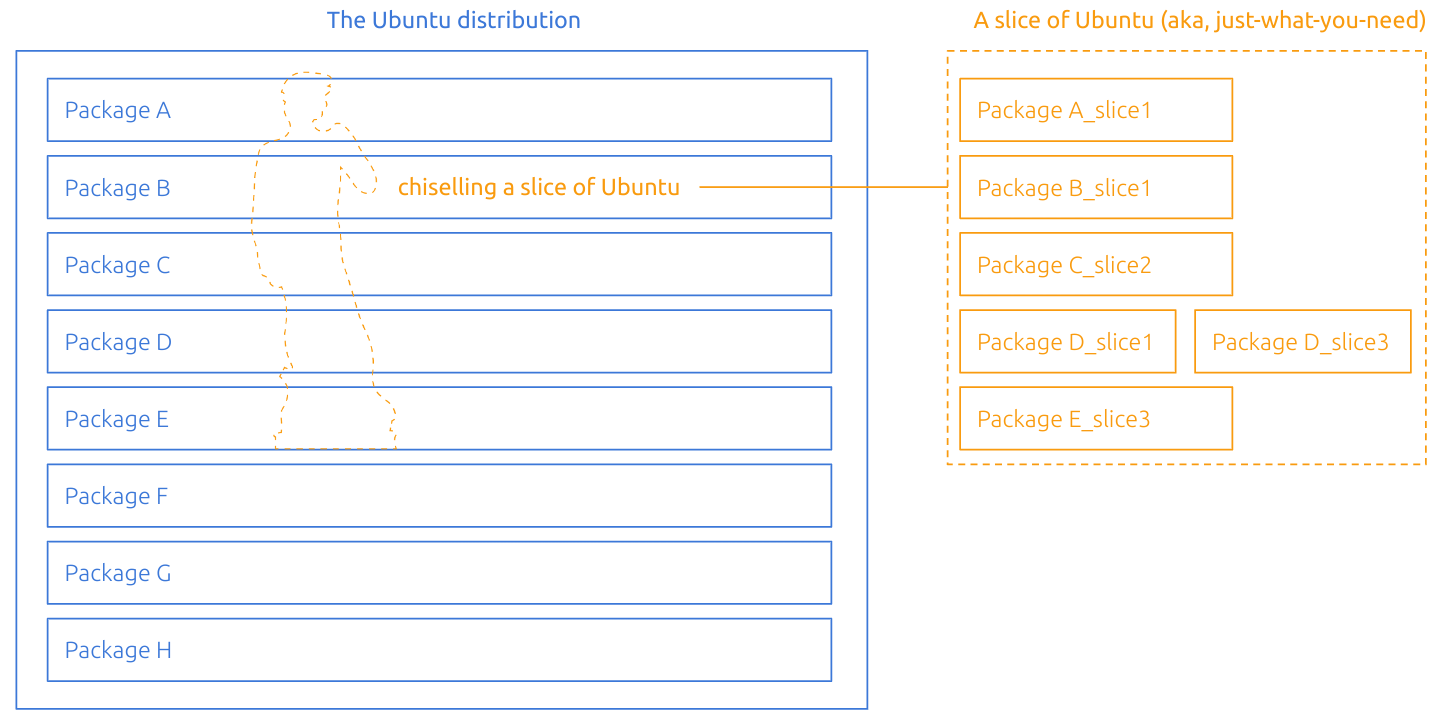 The Ubuntu distribution
A slice of Ubuntu (aka, just-what-you-need)
Package A
Package B
chiselling a slice of Ubuntu
Package C
Package D
Package E
Package F
Package G
Package H
Package A_slice1
Package B_slice1
Package C_slice2
Package D_slice1
Package D_slice3
Package E_slice3